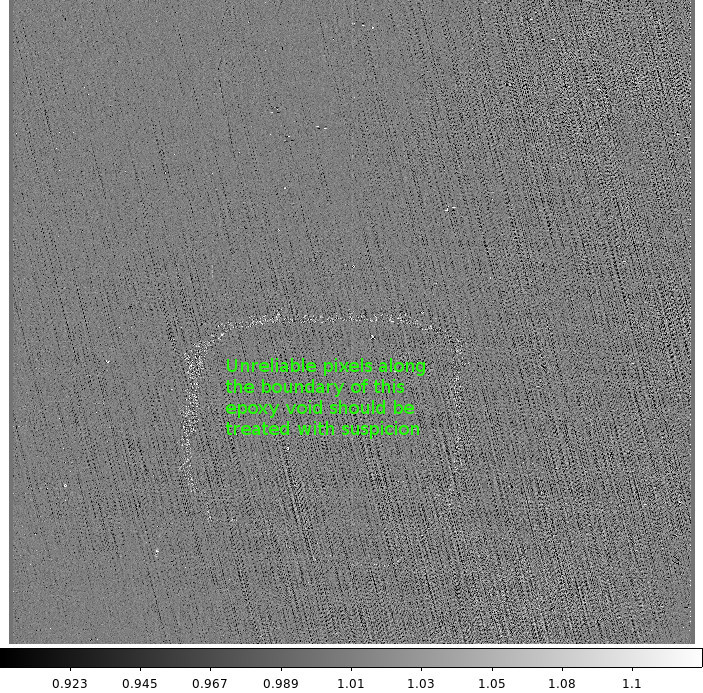 Unreliable pixels along
the boundary of this
epoxy void should be
treated with suspicion
0.923 0.945 0.967 0.989 1.01 1.03 1.05 1.08 1.1